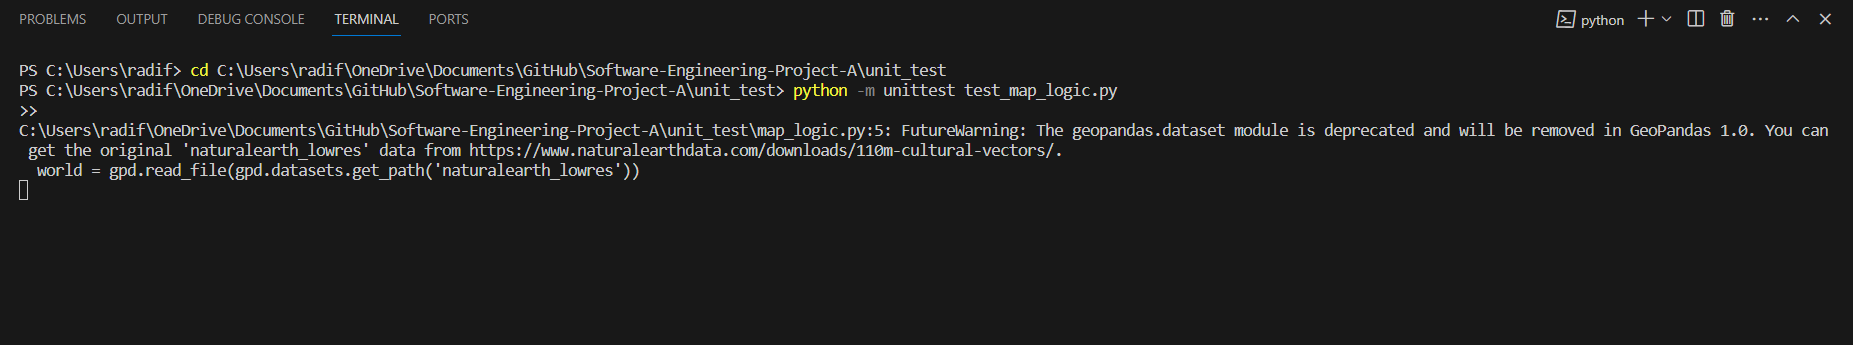 PROBLEMS OUTPUT DEBUG CONSOLE TERMINAL PORTS python
PS C:\Users\radif> cd C:\Users\radif\OneDrive\Documents\GitHub\Software-Engineering-Project-A\unit_test
PS C:\Users\radif\OneDrive\Documents\GitHub\Software-Engineering-Project-A\unit_test> python -m unittest test_map_logic.py
>>
C:\Users\radif\OneDrive\Documents\GitHub\Software-Engineering-Project-A\unit_test\map_logic.py:5: FutureWarning: The geopandas.dataset module is deprecated and will be removed in GeoPandas 1.0. You can
get the original 'naturalearth_lowres' data from https://www.naturalearthdata.com/downloads/110m-cultural-vectors/.
world = gpd.read_file(gpd.datasets.get_path('naturalearth_lowres'))